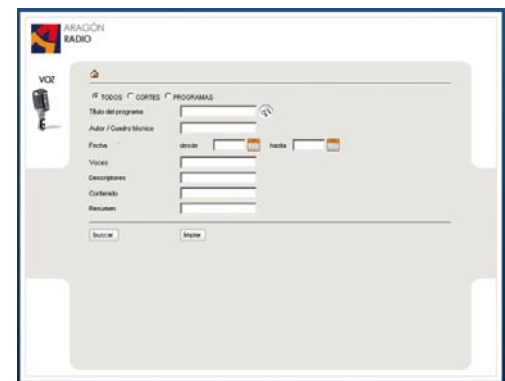 ARAGÓN
RADIO
VOZ
TODOS CORTES PROGRAMAS
Título del programa
Autor / Cuadro técnico
Fecha desde hasta
Voces
Descriptores
Contenido
Resumen
buscar limpiar